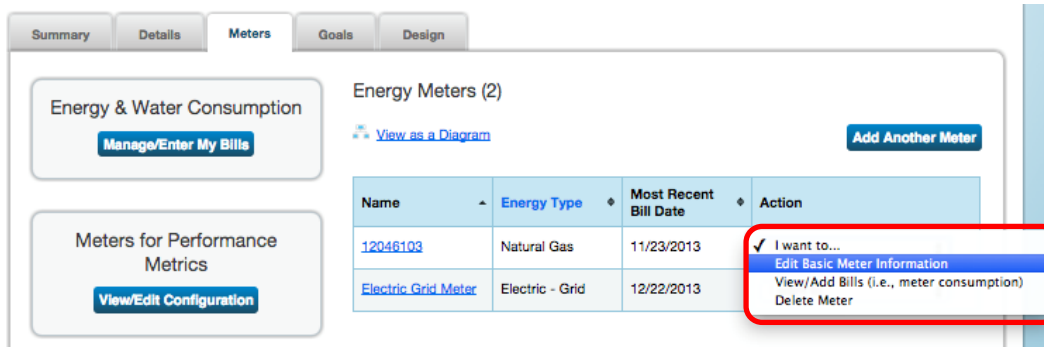 Summary
Details
Meters
Goals
Design
Energy & Water Consumption
Manage/Enter My Bills
Meters for Performance
Metrics
View/Edit Configuration
Energy Meters (2)
View as a Diagram
Add Another Meter
Name
Energy Type
Most Recent
Bill Date
Action
12046103
Natural Gas
11/23/2013
Electric Grid Meter
Electric - Grid
12/22/2013
✓ I want to...
Edit Basic Meter Information
View/Add Bills (i.e., meter consumption)
Delete Meter